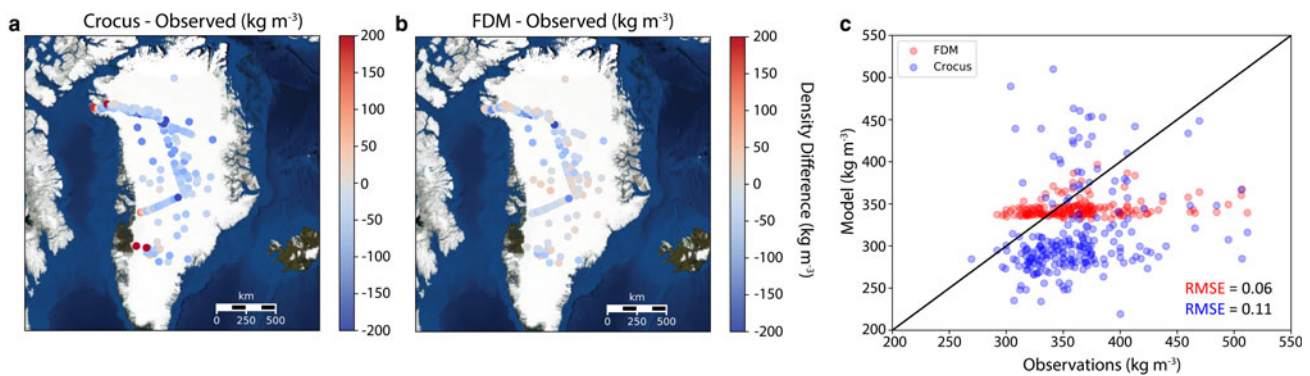 a Crocus - Observed (kg m⁻³)
200
150
100
50
0
-50
-100
-150
-200
km
0 250 500
b FDM - Observed (kg m⁻³)
200
150
100
50
0
-50
-100
-150
-200
Density Difference (kg m⁻³)
km
0 250 500
c
FDM
Crocus
550
500
450
400
350
300
250
200
Model (kg m⁻³)
RMSE = 0.06
RMSE = 0.11
200 250 300 350 400 450 500 550
Observations (kg m⁻³)